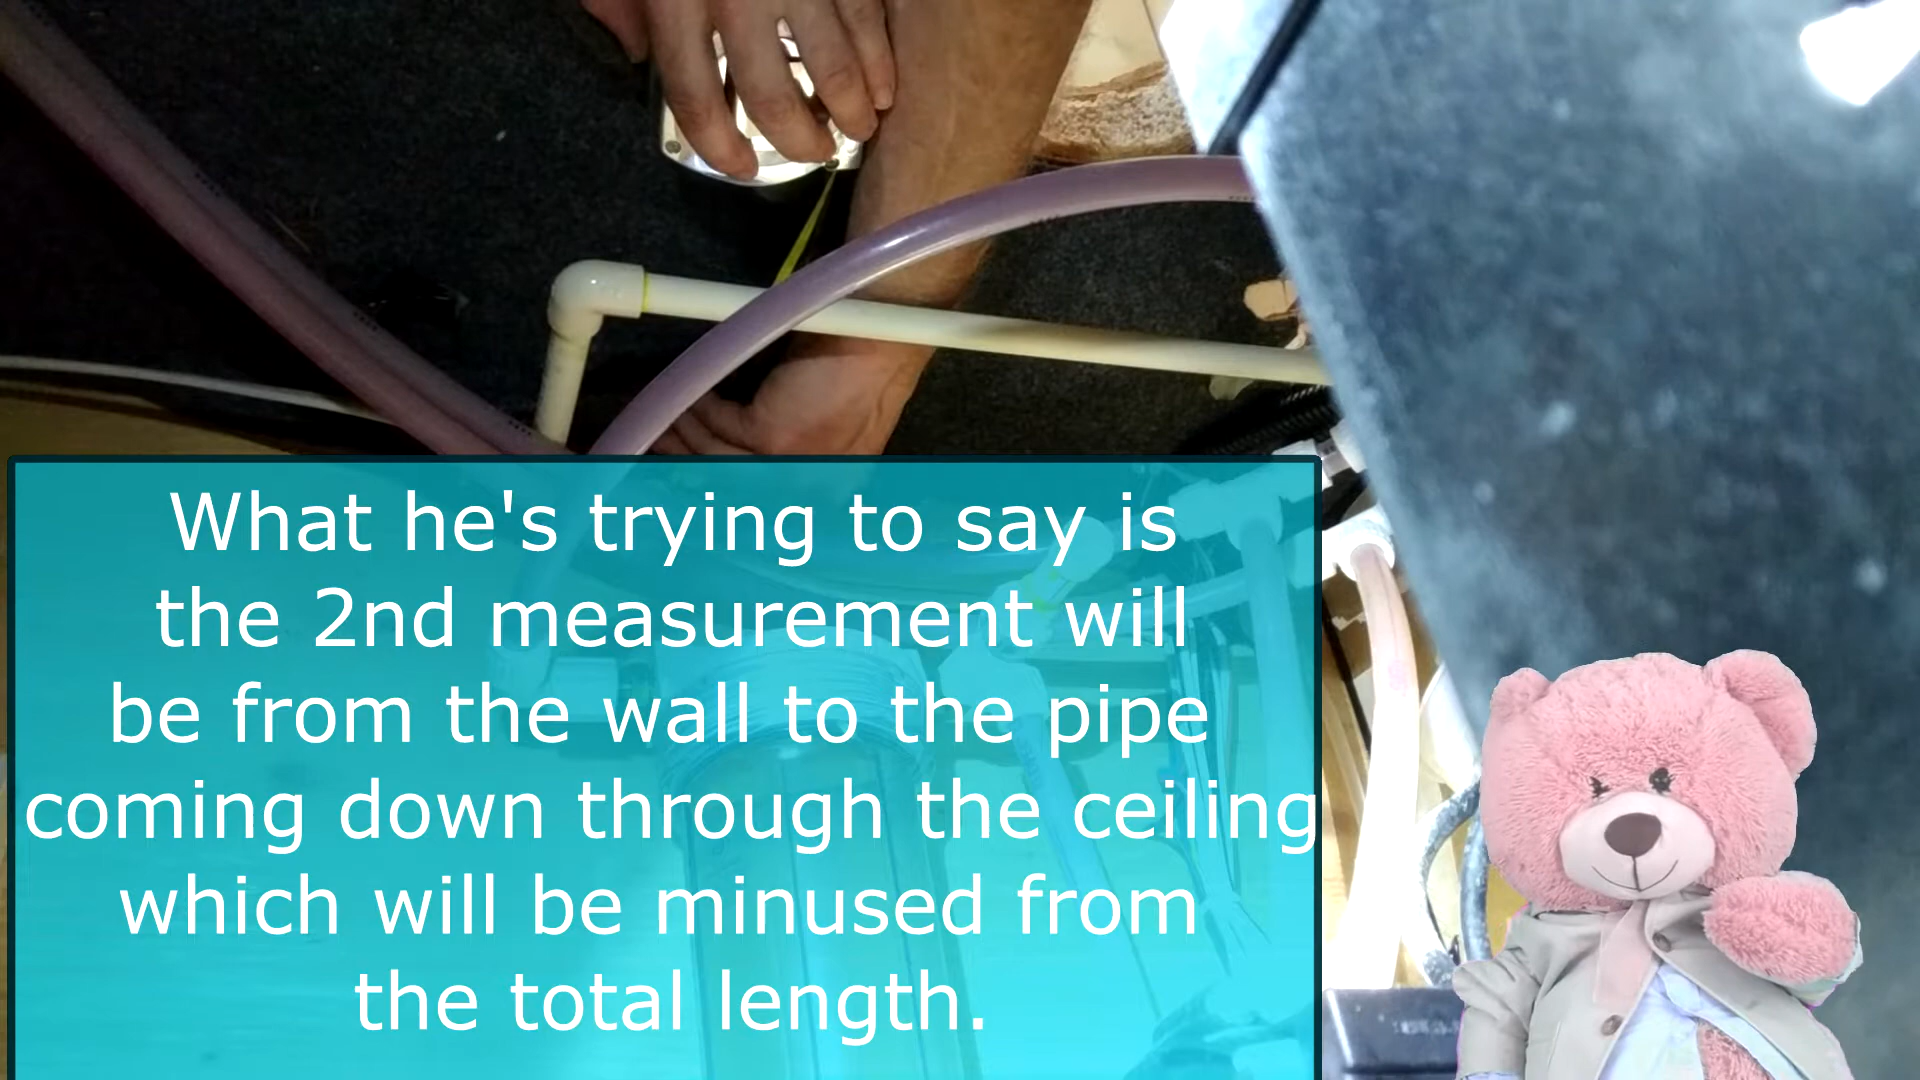 What he's trying to say is
the 2nd measurement will
be from the wall to the pipe
coming down through the ceiling
which will be minused from
the total length.